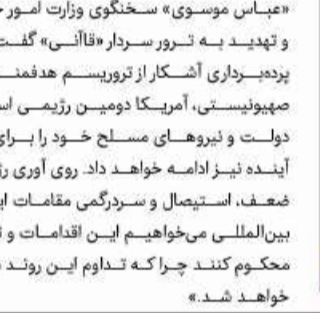 «عباس موسوی» سخنگوی وزارت امور
و تهدید به ترور سردار «قاآنی» گفت
پرده‌برداری آشکار از تروریسم هدفمند
صهیونیستی، آمریکا دومین رژیمی
دولت و نیروهای مسلح خود را برای
آینده نیز ادامه خواهد داد. روی آوری
ضعف، استیصال و سردرگمی مقامات
بین‌المللی می‌خواهیم این اقدامات و
محکوم کنند چرا که تداوم این روند
خواهد شد.»